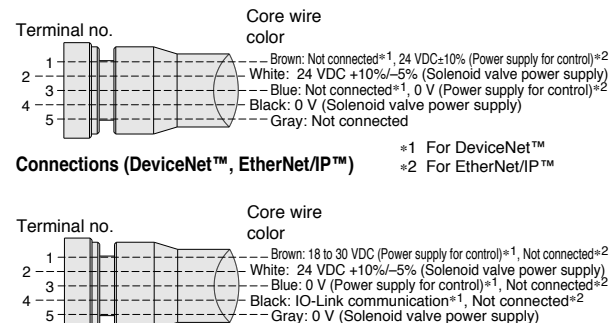 Terminal no.
Core wire
color
1
Brown: Not connected*1, 24 VDC±10% (Power supply for control)*2
2
White: 24 VDC +10%/–5% (Solenoid valve power supply)
3
Blue: Not connected*1, 0 V (Power supply for control)*2
4
Black: 0 V (Solenoid valve power supply)
5
Gray: Not connected
*1 For DeviceNet™
*2 For EtherNet/IP™
Connections (DeviceNet™, EtherNet/IP™)
Terminal no.
Core wire
color
1
Brown: 18 to 30 VDC (Power supply for control)*1, Not connected*2
2
White: 24 VDC +10%/–5% (Solenoid valve power supply)
3
Blue: 0 V (Power supply for control)*1, Not connected*2
4
Black: IO-Link communication*1, Not connected*2
5
Gray: 0 V (Solenoid valve power supply)